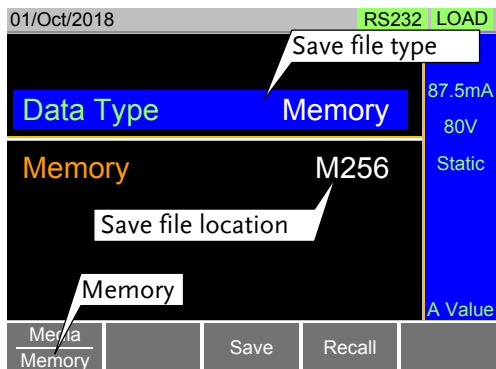 01/Oct/2018 RS232 LOAD
Save file type
Data Type Memory
87.5mA
80V
Memory M256
Static
Save file location
Memory
A Value
Media
Memory
Save
Recall